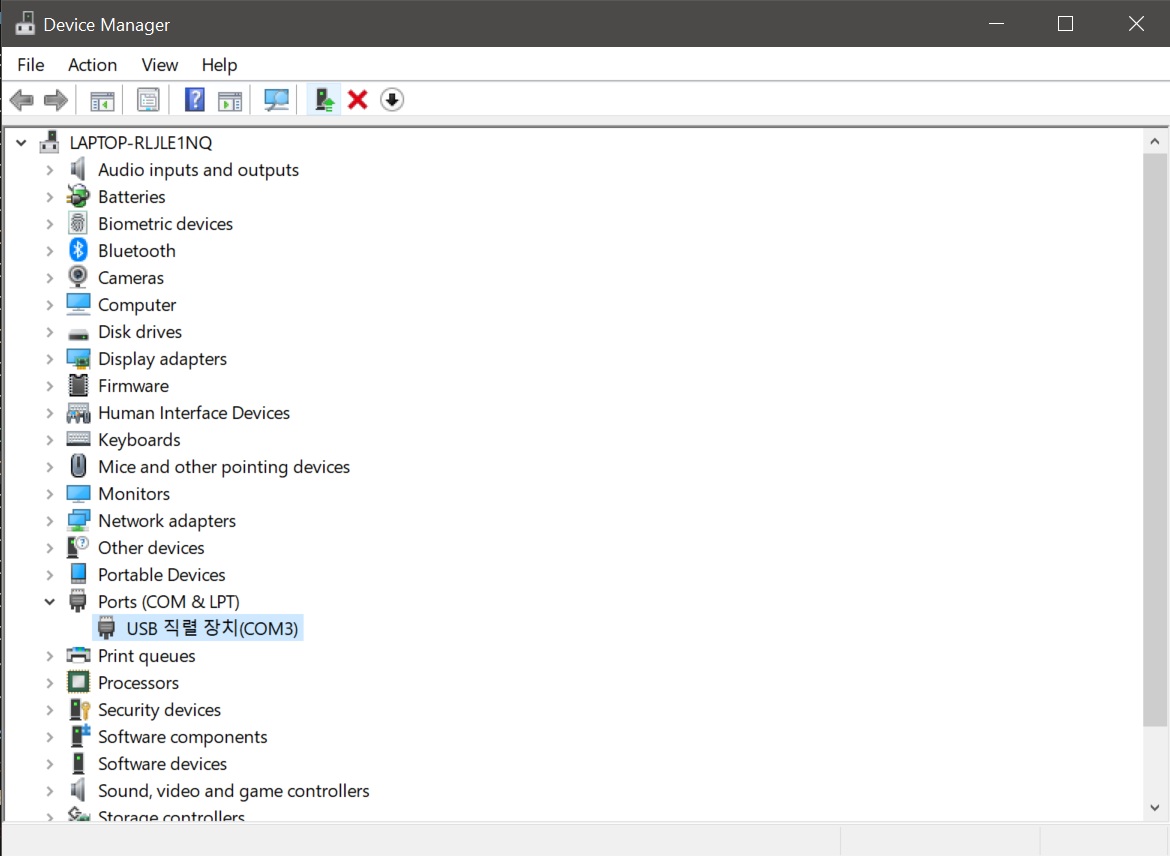 Device Manager
File Action View Help
LAPTOP-RLJLE1NQ
Audio inputs and outputs
Batteries
Biometric devices
Bluetooth
Cameras
Computer
Disk drives
Display adapters
Firmware
Human Interface Devices
Keyboards
Mice and other pointing devices
Monitors
Network adapters
Other devices
Portable Devices
Ports (COM & LPT)
USB 직렬 장치(COM3)
Print queues
Processors
Security devices
Software components
Software devices
Sound, video and game controllers
Storage controllers